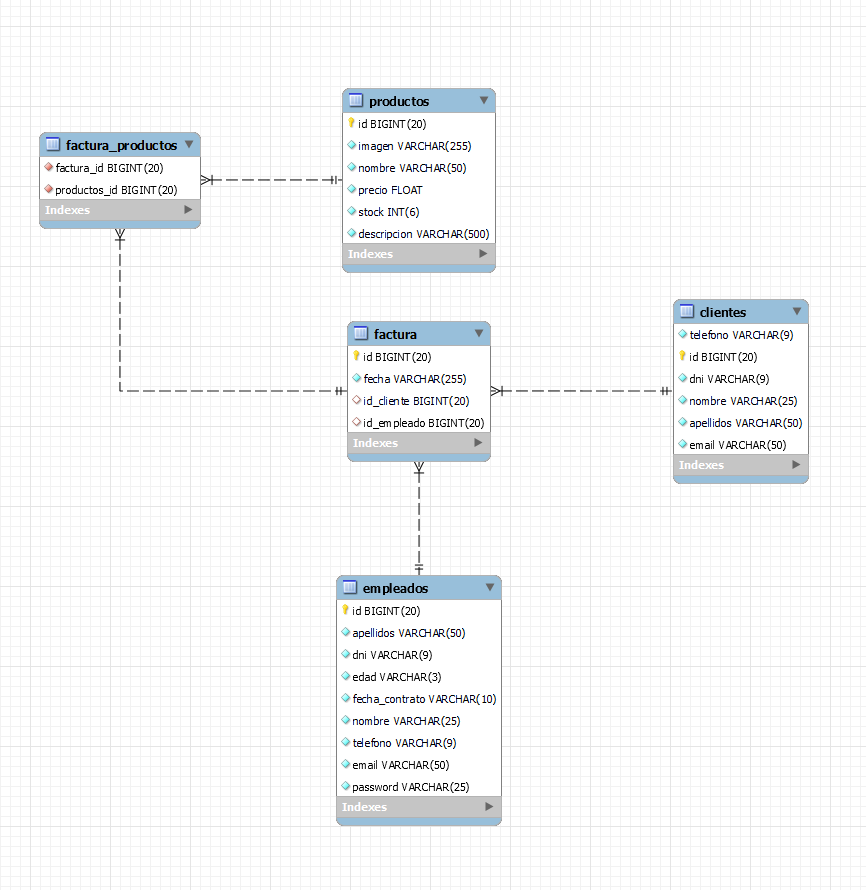 productos
id BIGINT(20)
imagen VARCHAR(255)
nombre VARCHAR(50)
precio FLOAT
stock INT(6)
descripcion VARCHAR(500)
Indexes
factura_productos
factura_id BIGINT(20)
productos_id BIGINT(20)
Indexes
factura
id BIGINT(20)
fecha VARCHAR(255)
id_cliente BIGINT(20)
id_empleado BIGINT(20)
Indexes
clientes
telefono VARCHAR(9)
id BIGINT(20)
dni VARCHAR(9)
nombre VARCHAR(25)
apellidos VARCHAR(50)
email VARCHAR(50)
Indexes
empleados
id BIGINT(20)
apellidos VARCHAR(50)
dni VARCHAR(9)
edad VARCHAR(3)
fecha_contrato VARCHAR(10)
nombre VARCHAR(25)
telefono VARCHAR(9)
email VARCHAR(50)
password VARCHAR(25)
Indexes